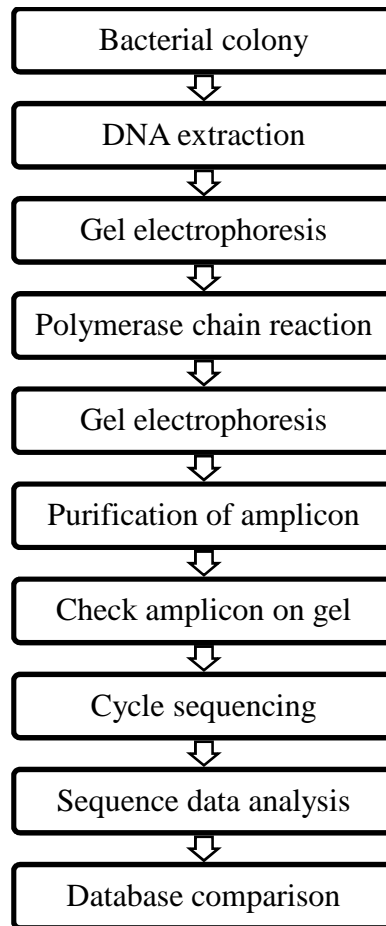 Bacterial colony
DNA extraction
Gel electrophoresis
Polymerase chain reaction
Gel electrophoresis
Purification of amplicon
Check amplicon on gel
Cycle sequencing
Sequence data analysis
Database comparison